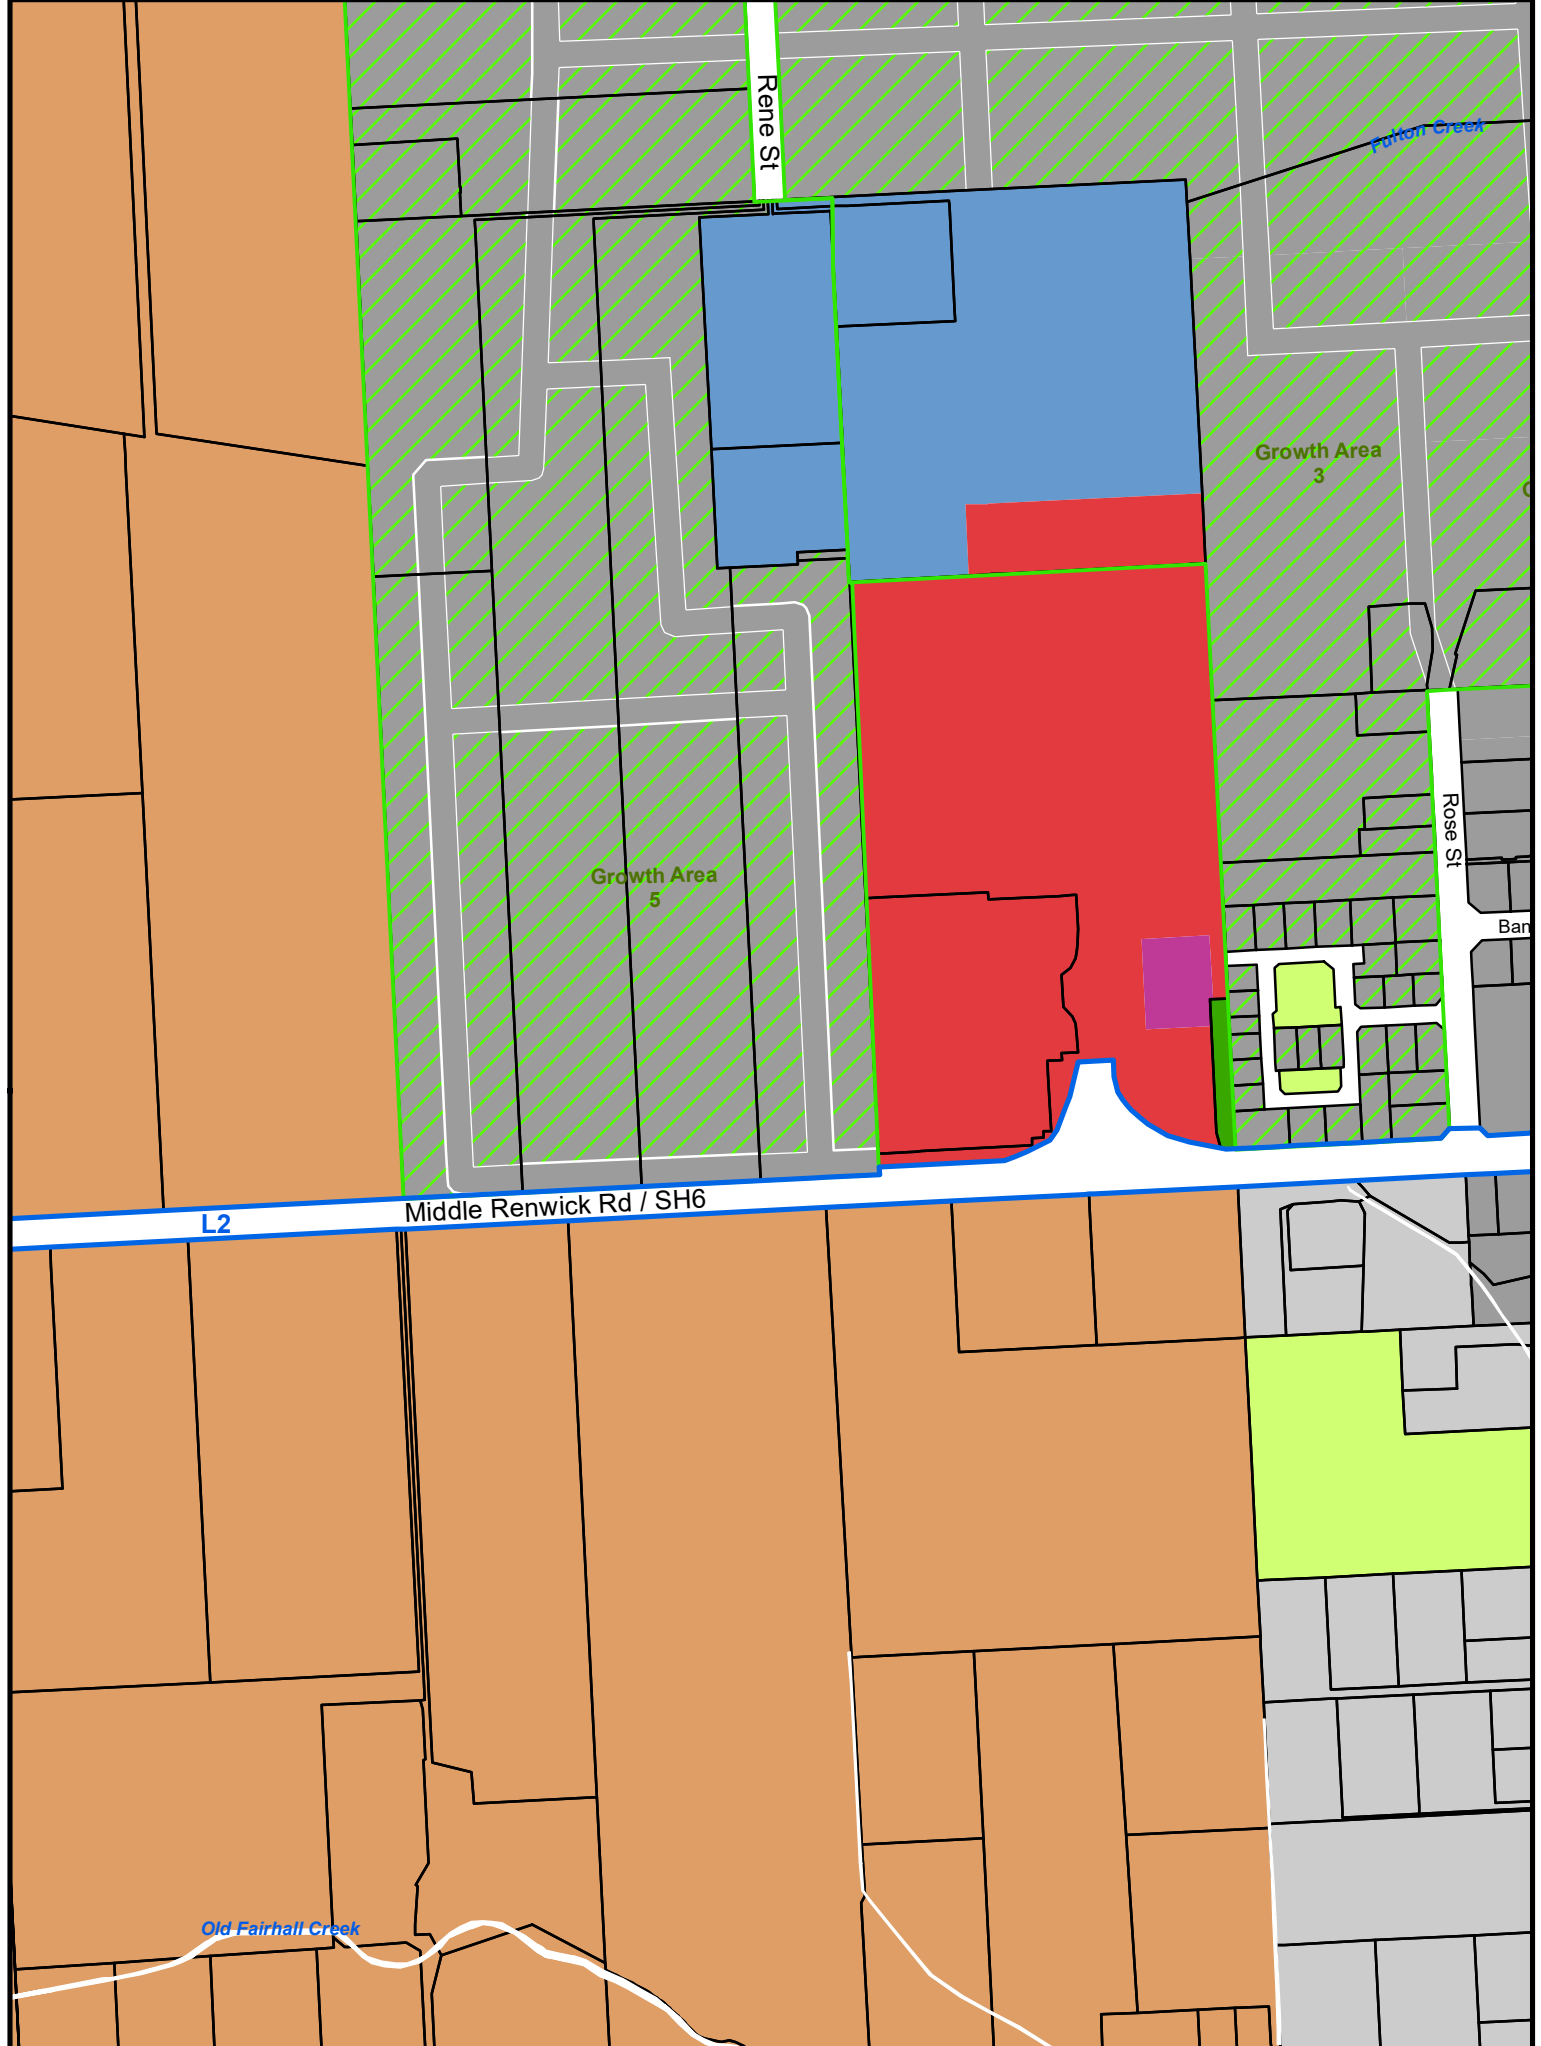 Rene St
Fulton Creek
Growth Area
3
Rose St
Growth Area
5
Ban
L2
Middle Renwick Rd / SH6
Old Fairhall Creek